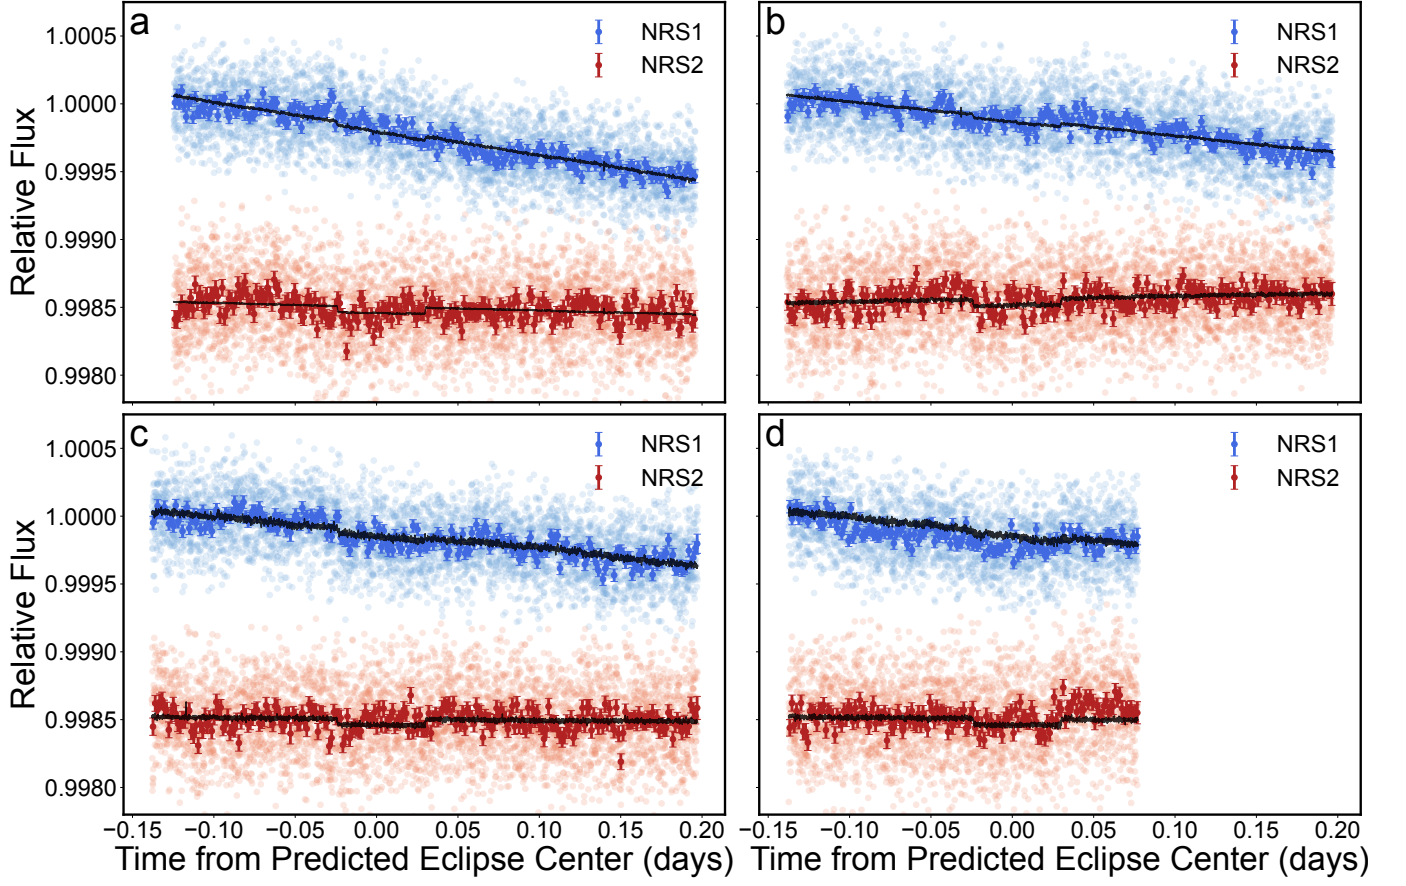 a
NRS1
NRS2
b
NRS1
NRS2
Relative Flux
1.0005
1.0000
0.9995
0.9990
0.9985
0.9980
c
NRS1
NRS2
d
NRS1
NRS2
Relative Flux
1.0005
1.0000
0.9995
0.9990
0.9985
0.9980
−0.15 −0.10 −0.05 0.00 0.05 0.10 0.15 0.20
−0.15 −0.10 −0.05 0.00 0.05 0.10 0.15 0.20
Time from Predicted Eclipse Center (days)
Time from Predicted Eclipse Center (days)